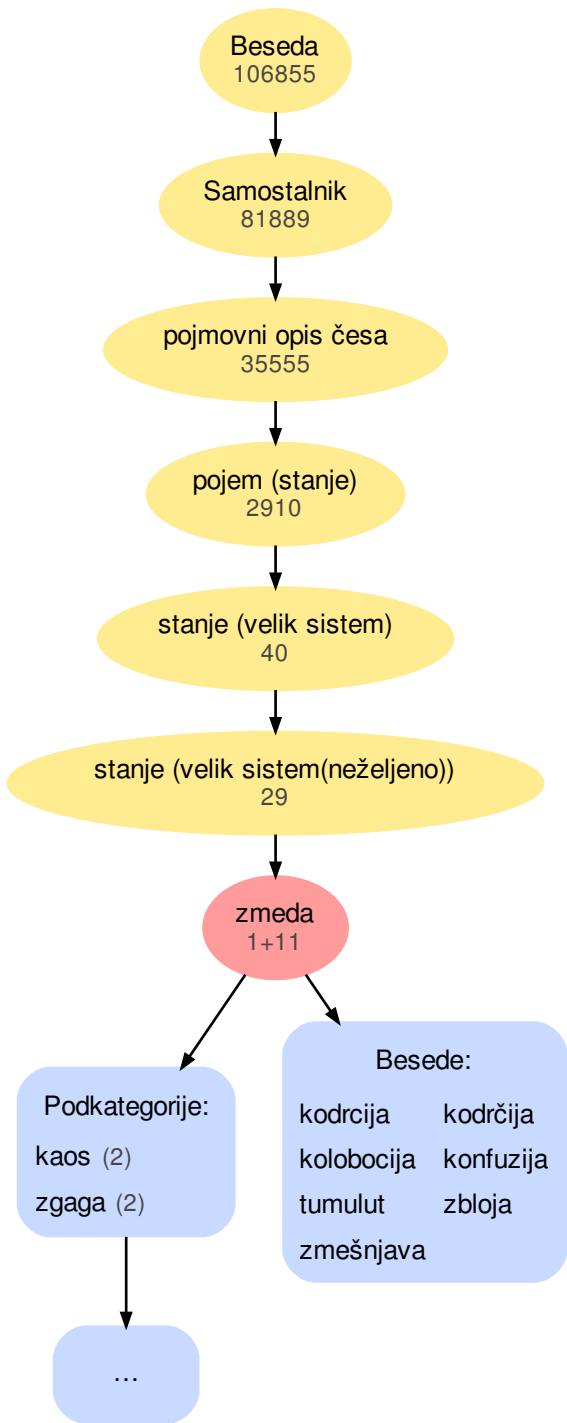 Beseda
106855
Samostalnik
81889
pojmovni opis česa
35555
pojem (stanje)
2910
stanje (velik sistem)
40
stanje (velik sistem(neželjeno))
29
zmeda
1+11
Podkategorije:
kaos (2)
zgaga (2)
...
Besede:
kodrcija kodrčija
kolobocija konfuzija
tumulut zbloja
zmešnjava